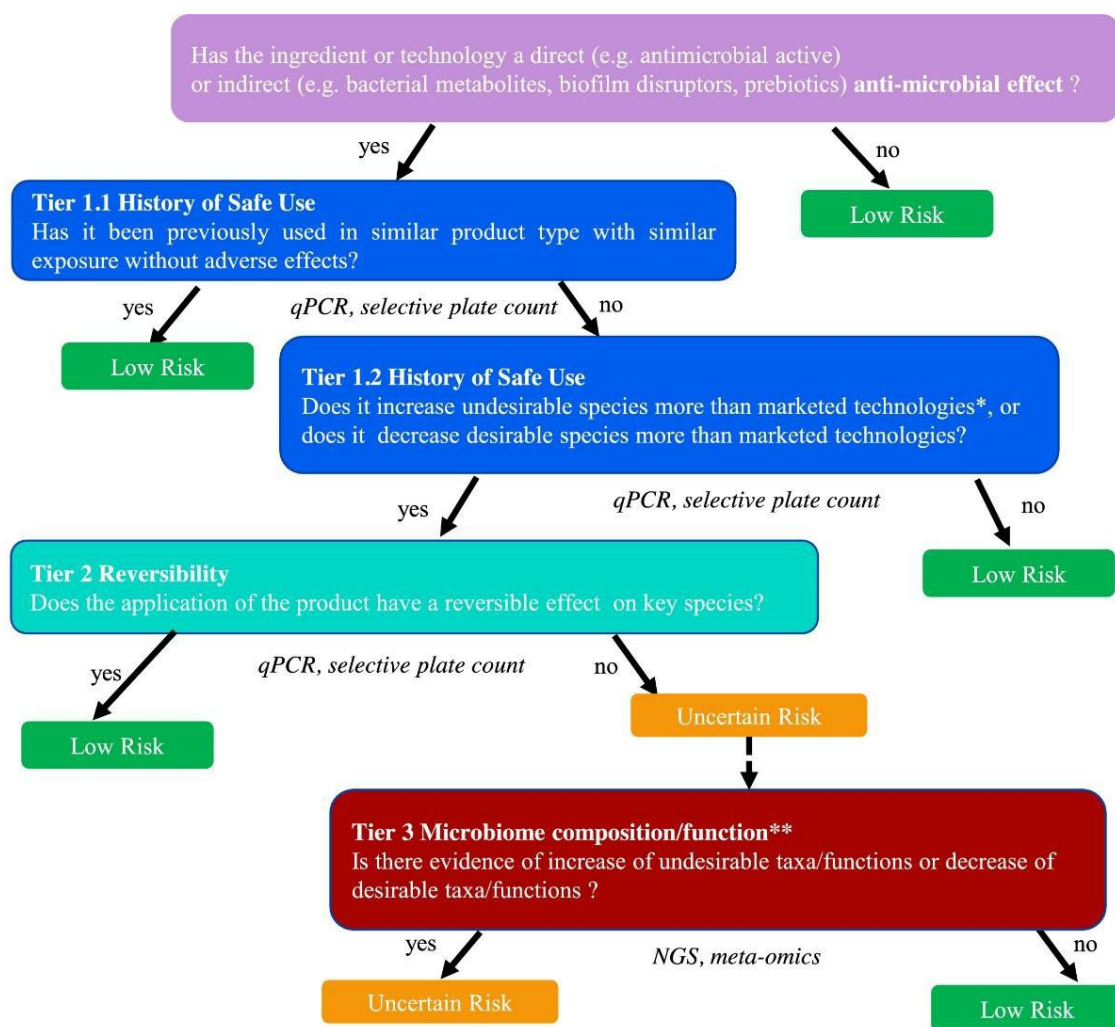 Has the ingredient or technology a direct (e.g. antimicrobial active)
or indirect (e.g. bacterial metabolites, biofilm disruptors, prebiotics) anti-microbial effect ?
yes
no
Low Risk
Tier 1.1 History of Safe Use
Has it been previously used in similar product type with similar
exposure without adverse effects?
yes
qPCR, selective plate count
no
Low Risk
Tier 1.2 History of Safe Use
Does it increase undesirable species more than marketed technologies*, or
does it decrease desirable species more than marketed technologies?
yes
qPCR, selective plate count
no
Low Risk
Tier 2 Reversibility
Does the application of the product have a reversible effect on key species?
yes
qPCR, selective plate count
no
Low Risk
Uncertain Risk
Tier 3 Microbiome composition/function**
Is there evidence of increase of undesirable taxa/functions or decrease of
desirable taxa/functions ?
yes
NGS, meta-omics
no
Uncertain Risk
Low Risk